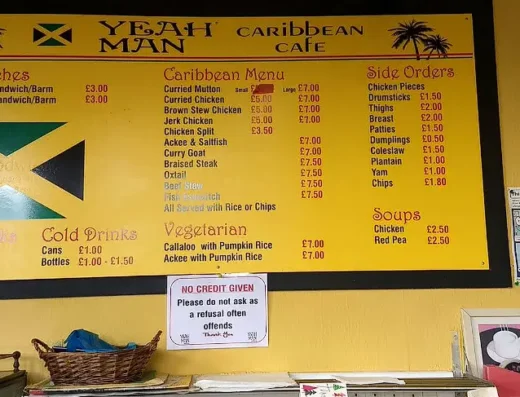 YEAH MAN CARIBBEAN CAFE
ches
ndwich/Barm £3.00
andwich/Barm £3.00
Cold Drinks
Cans £1.00
Bottles £1.00 - £1.50
Caribbean Menu
Curried Mutton Small Large £7.00
Curried Chicken £5.00 £7.00
Brown Stew Chicken £5.00 £7.00
Jerk Chicken £5.00 £7.00
Chicken Split £3.50
Ackee & Saltfish £7.00
Curry Goat £7.00
Braised Steak £7.50
Oxtail £7.50
Beef Stew £7.50
Fish £7.50
All Served with Rice or Chips
Vegetarian
Callaloo with Pumpkin Rice £7.00
Ackee with Pumpkin Rice £7.00
Side Orders
Chicken Pieces
Drumsticks £1.50
Thighs £2.00
Breast £2.00
Patties £1.50
Dumpiings £0.50
Coleslaw £1.50
Plantain £1.00
Yam £1.00
Chips £1.80
Soups
Chicken £2.50
Red Pea £2.50
NO CREDIT GIVEN
Please do not ask as
a refusal often
offends
Thank You